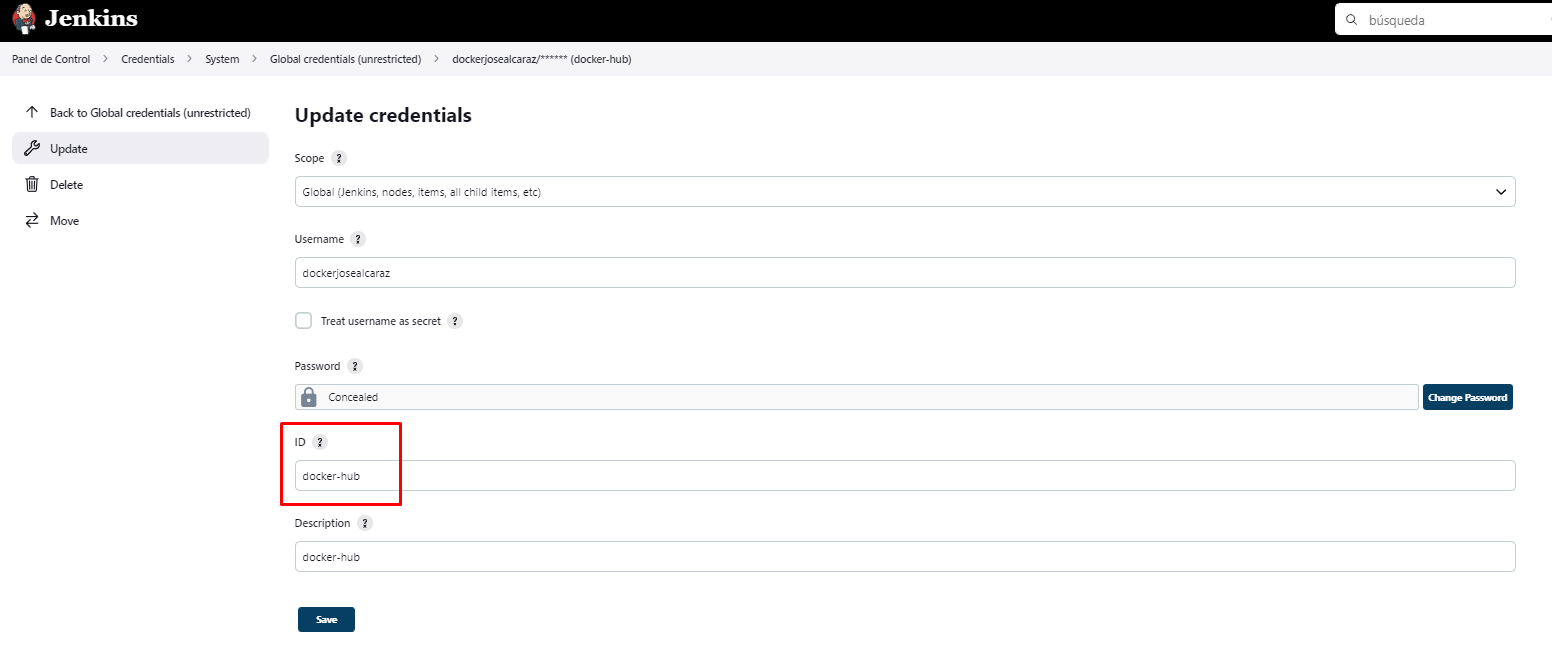 Jenkins
búsqueda
Panel de Control > Credentials > System > Global credentials (unrestricted) > dockerjosealcaraz/****** (docker-hub)
Back to Global credentials (unrestricted)
Update
Delete
Move
Update credentials
Scope ?
Global (Jenkins, nodes, items, all child items, etc)
Username ?
dockerjosealcaraz
Treat username as secret ?
Password ?
Concealed
Change Password
ID ?
docker-hub
Description ?
docker-hub
Save